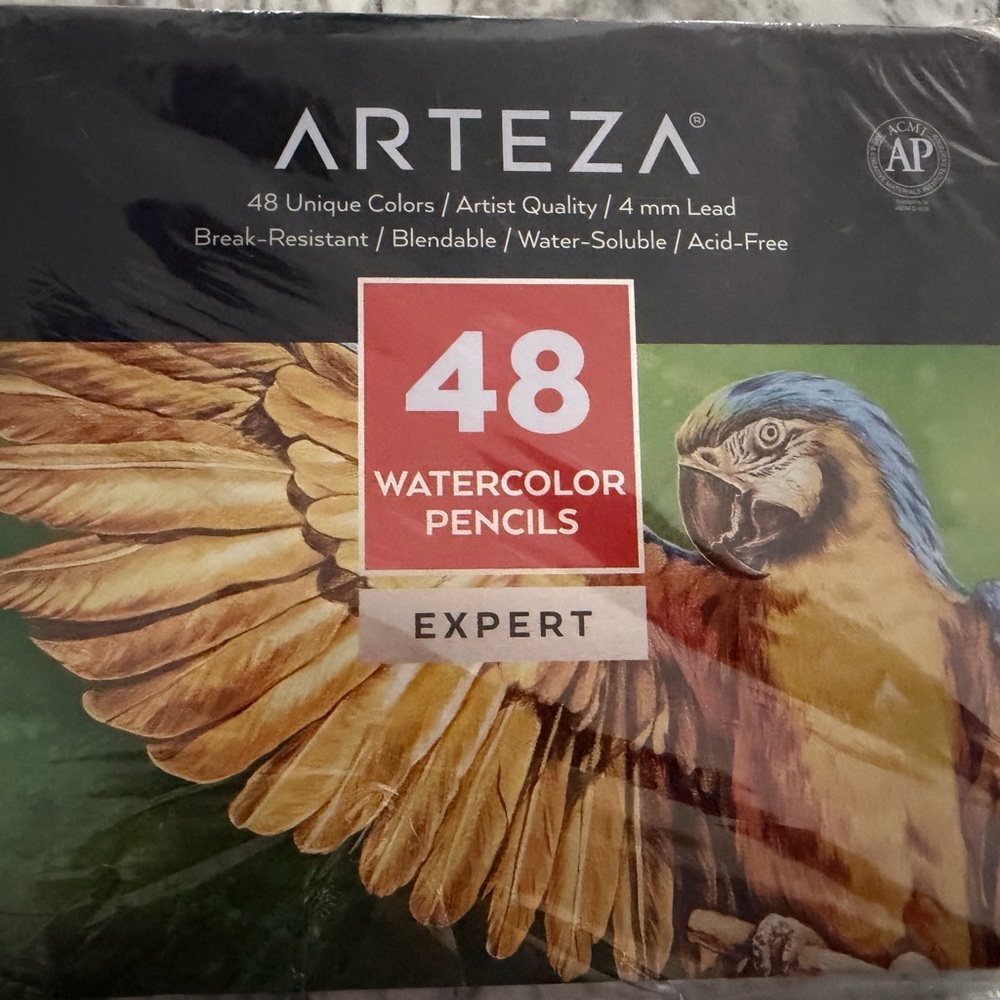 ARTEZA®
48 Unique Colors / Artist Quality / 4 mm Lead
Break-Resistant / Blendable / Water-Soluble / Acid-Free
ACMI
AP
48
WATERCOLOR
PENCILS
EXPERT